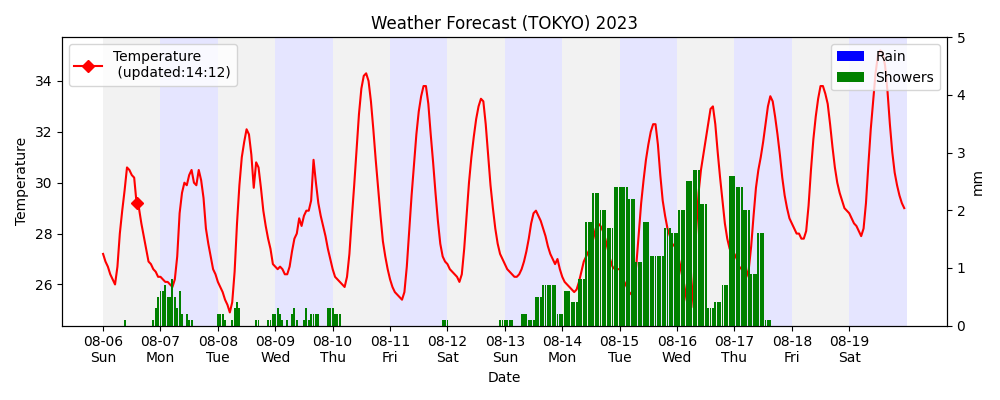 Weather Forecast (TOKYO) 2023
Temperature
(updated:14:12)
Rain
Showers
Temperature
34
32
30
28
26
5
4
3
2
1
0
mm
08-06 08-07 08-08 08-09 08-10 08-11 08-12 08-13 08-14 08-15 08-16 08-17 08-18 08-19
Sun Mon Tue Wed Thu Fri Sat Sun Mon Tue Wed Thu Fri Sat
Date